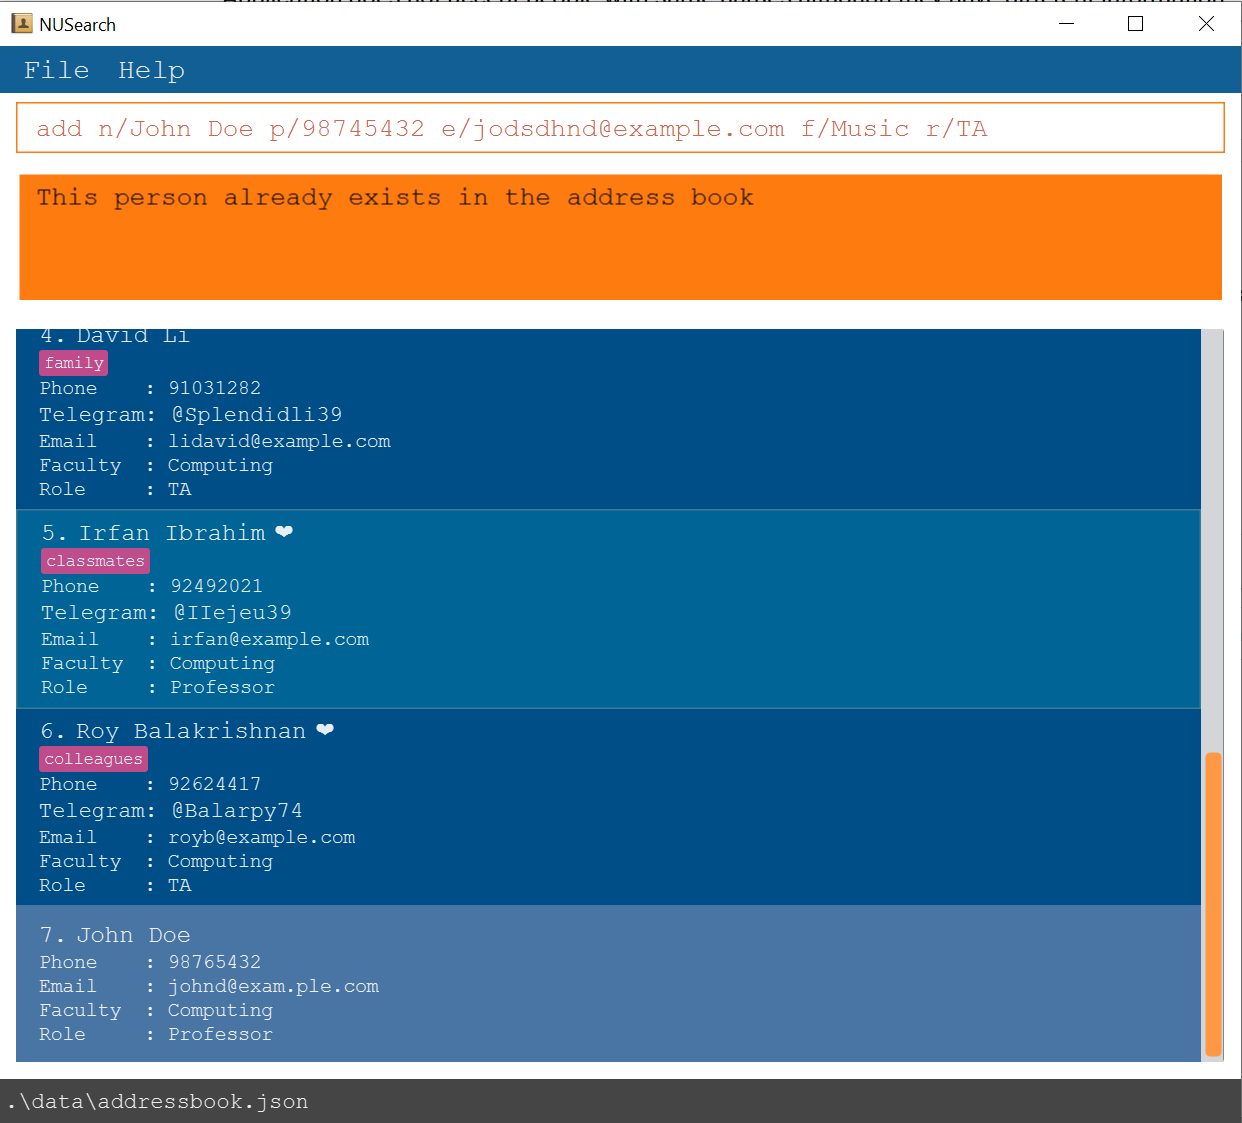 NUSearch
File Help
add n/John Doe p/98745432 e/jodsdhnd@example.com f/Music r/TA
This person already exists in the address book
4. David Li
family
Phone : 91031282
Telegram: @Splendidli39
Email : lidavid@example.com
Faculty : Computing
Role : TA
5. Irfan Ibrahim ❤
classmates
Phone : 92492021
Telegram: @IIejeu39
Email : irfan@example.com
Faculty : Computing
Role : Professor
6. Roy Balakrishnan ❤
colleagues
Phone : 92624417
Telegram: @Balarpy74
Email : royb@example.com
Faculty : Computing
Role : TA
7. John Doe
Phone : 98765432
Email : johnd@exam.ple.com
Faculty : Computing
Role : Professor
.\data\addressbook.json